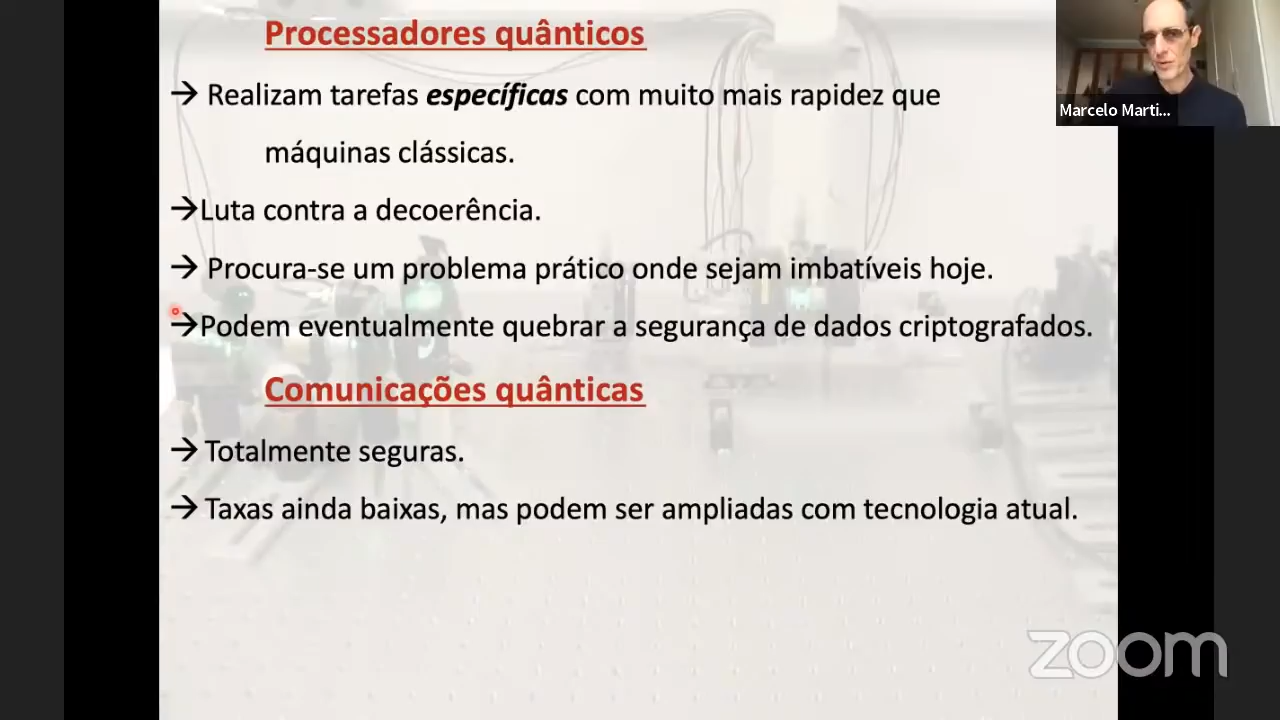 Processadores quânticos
→ Realizam tarefas específicas com muito mais rapidez que
máquinas clássicas.
→Luta contra a decoerência.
→ Procura-se um problema prático onde sejam imbatíveis hoje.
→Podem eventualmente quebrar a segurança de dados criptografados.
Comunicações quânticas
→ Totalmente seguras.
→ Taxas ainda baixas, mas podem ser ampliadas com tecnologia atual.
Marcelo Marti...
zoom